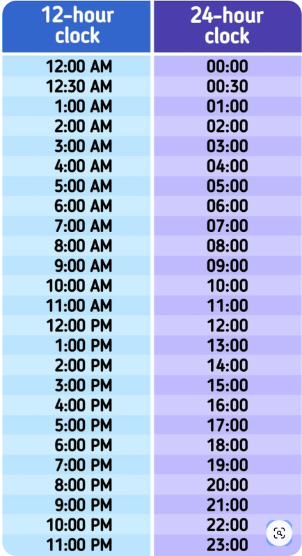 12-hour clock 24-hour clock
12:00 AM 00:00
12:30 AM 00:30
1:00 AM 01:00
2:00 AM 02:00
3:00 AM 03:00
4:00 AM 04:00
5:00 AM 05:00
6:00 AM 06:00
7:00 AM 07:00
8:00 AM 08:00
9:00 AM 09:00
10:00 AM 10:00
11:00 AM 11:00
12:00 PM 12:00
1:00 PM 13:00
2:00 PM 14:00
3:00 PM 15:00
4:00 PM 16:00
5:00 PM 17:00
6:00 PM 18:00
7:00 PM 19:00
8:00 PM 20:00
9:00 PM 21:00
10:00 PM 22:00
11:00 PM 23:00